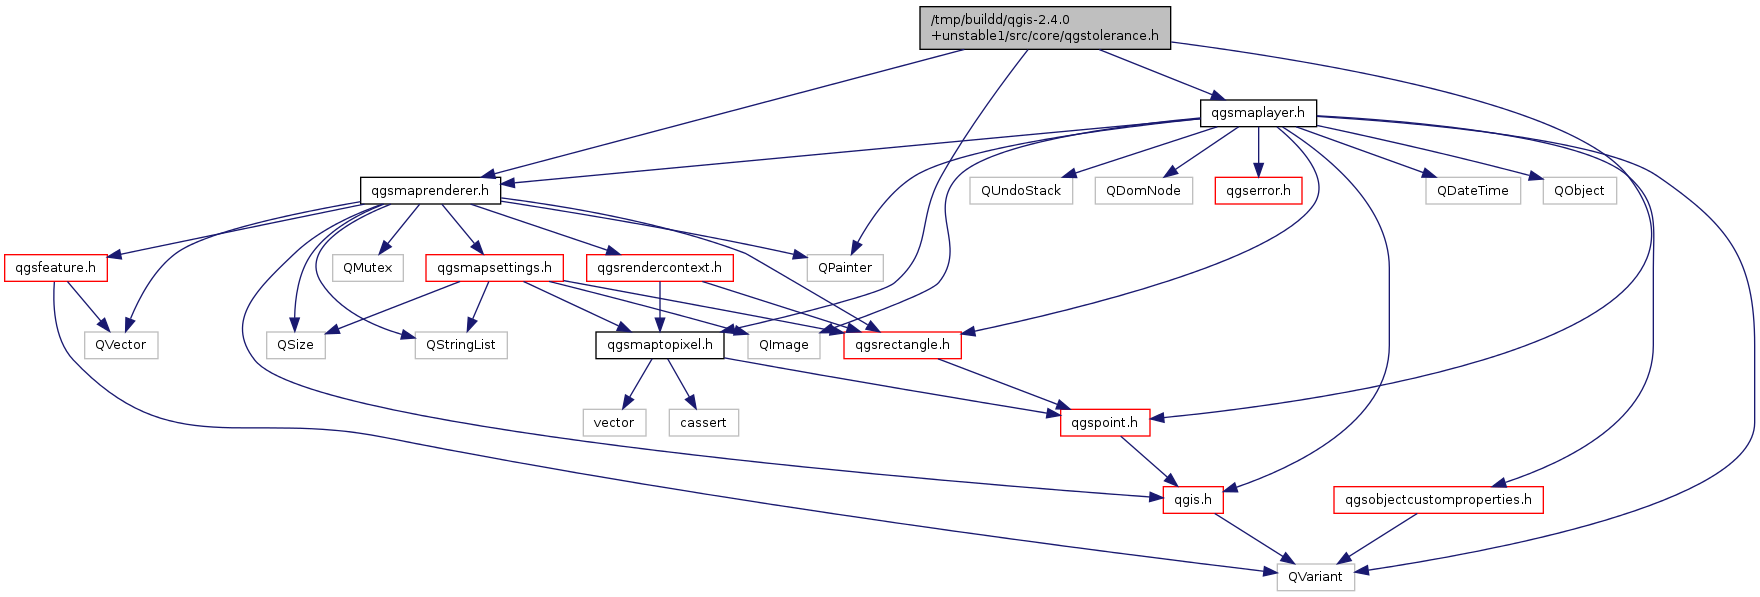 /tmp/buildd/qgis-2.4.0
+unstable1/src/core/qgstolerance.h
qgsmaplayer.h
qgsmaprenderer.h
QUndoStack
QDomNode
qgserror.h
QDateTime
QObject
qgsfeature.h
QMutex
qgsmapsettings.h
qgsrendercontext.h
QPainter
QVector
QSize
QStringList
qgsmaptopixel.h
QImage
qgsrectangle.h
vector
cassert
qgspoint.h
qgis.h
qgsobjectcustomproperties.h
QVariant